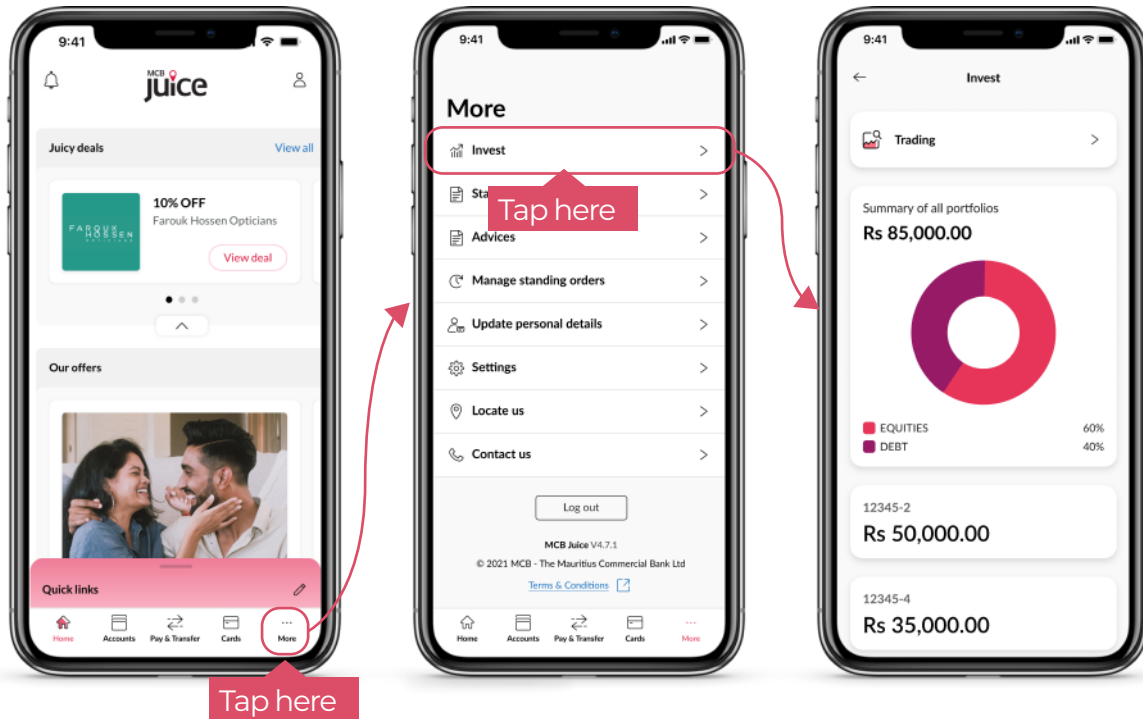 9:41
MCB
juice
Juicy deals
View all
FAROUK
HOSSEN
OPTICIANS
10% OFF
Farouk Hossen Opticians
View deal
Our offers
Quick links
Home
Accounts
Pay & Transfer
Cards
More
Tap here
9:41
More
Invest
Sta
Tap here
Advices
Manage standing orders
Update personal details
Settings
Locate us
Contact us
Log out
MCB Juice V4.7.1
© 2021 MCB - The Mauritius Commercial Bank Ltd
Terms & Conditions
Home
Accounts
Pay & Transfer
Cards
More
9:41
Invest
Trading
Summary of all portfolios
Rs 85,000.00
EQUITIES 60%
DEBT 40%
12345-2
Rs 50,000.00
12345-4
Rs 35,000.00